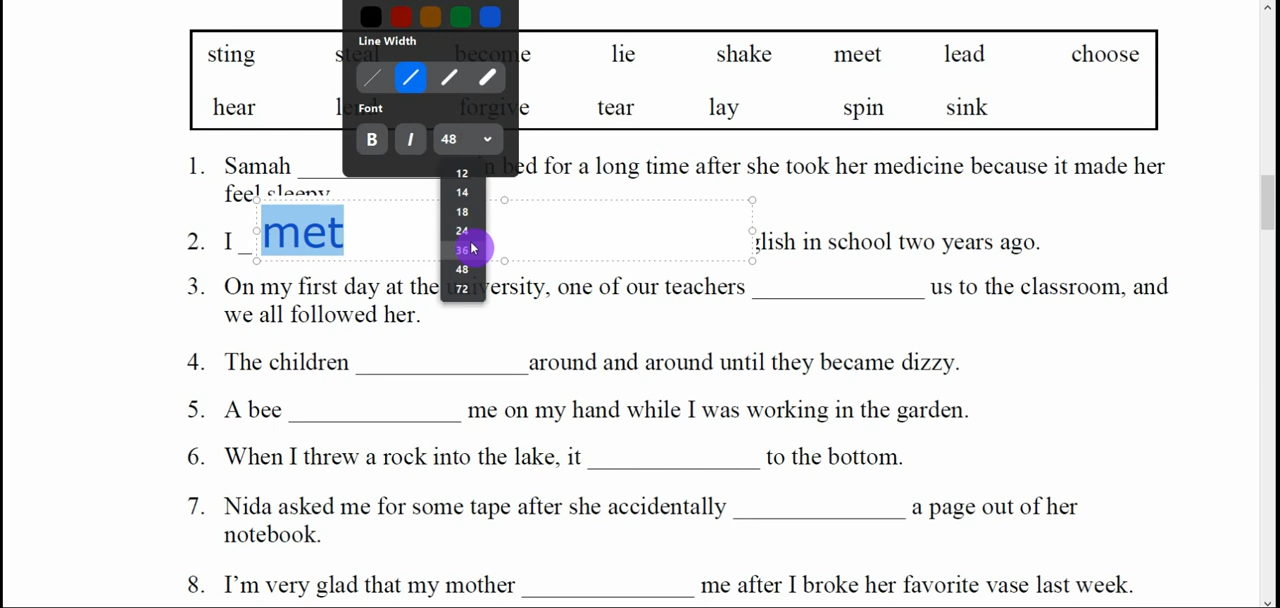 Line Width
Font
B I 48
12
14
18
24
36
48
72
sting steal become lie shake meet lead choose
hear lend forgive tear lay spin sink
1. Samah ____________ in bed for a long time after she took her medicine because it made her
feel sleepy
2. I _ met glish in school two years ago.
3. On my first day at the university, one of our teachers ______________ us to the classroom, and
we all followed her.
4. The children ______________around and around until they became dizzy.
5. A bee ______________ me on my hand while I was working in the garden.
6. When I threw a rock into the lake, it ______________ to the bottom.
7. Nida asked me for some tape after she accidentally ______________ a page out of her
notebook.
8. I’m very glad that my mother ______________ me after I broke her favorite vase last week.